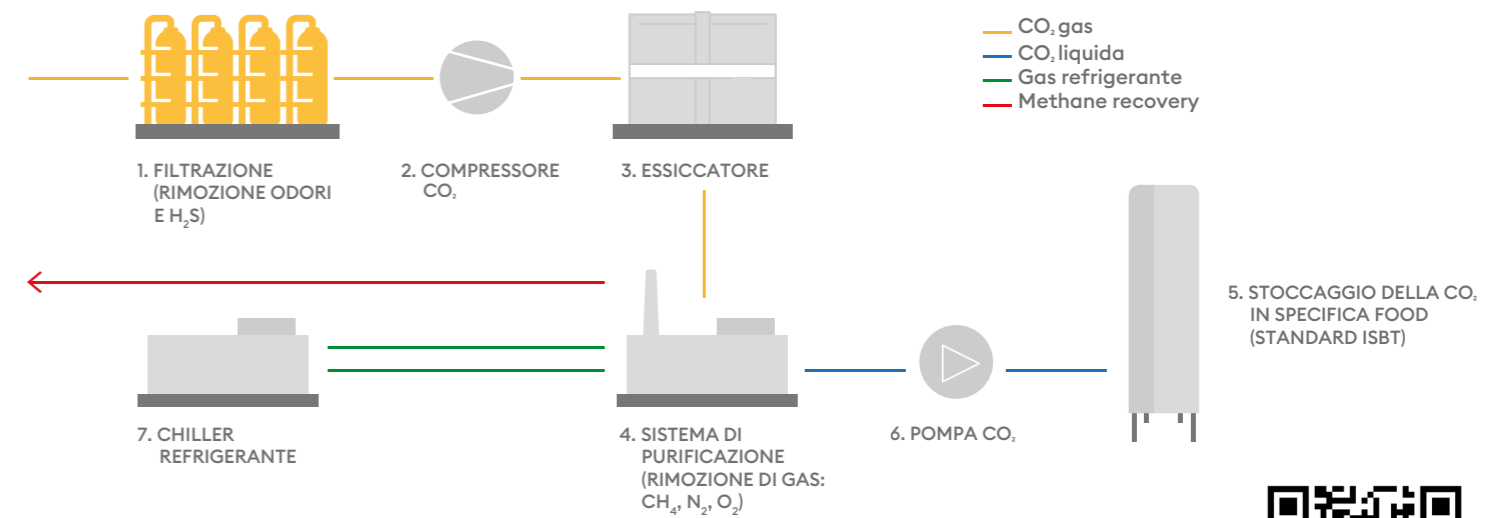 CO₂ gas
CO₂ liquida
Gas refrigerante
Methane recovery
1. FILTRAZIONE
(RIMOZIONE ODORI
E H₂S)
2. COMPRESSORE
CO₂
3. ESSICCATORE
5. STOCCAGGIO DELLA CO₂
IN SPECIFICA FOOD
(STANDARD ISBT)
7. CHILLER
REFRIGERANTE
4. SISTEMA DI
PURIFICAZIONE
(RIMOZIONE DI GAS:
CH₄, N₂, O₂)
6. POMPA CO₂